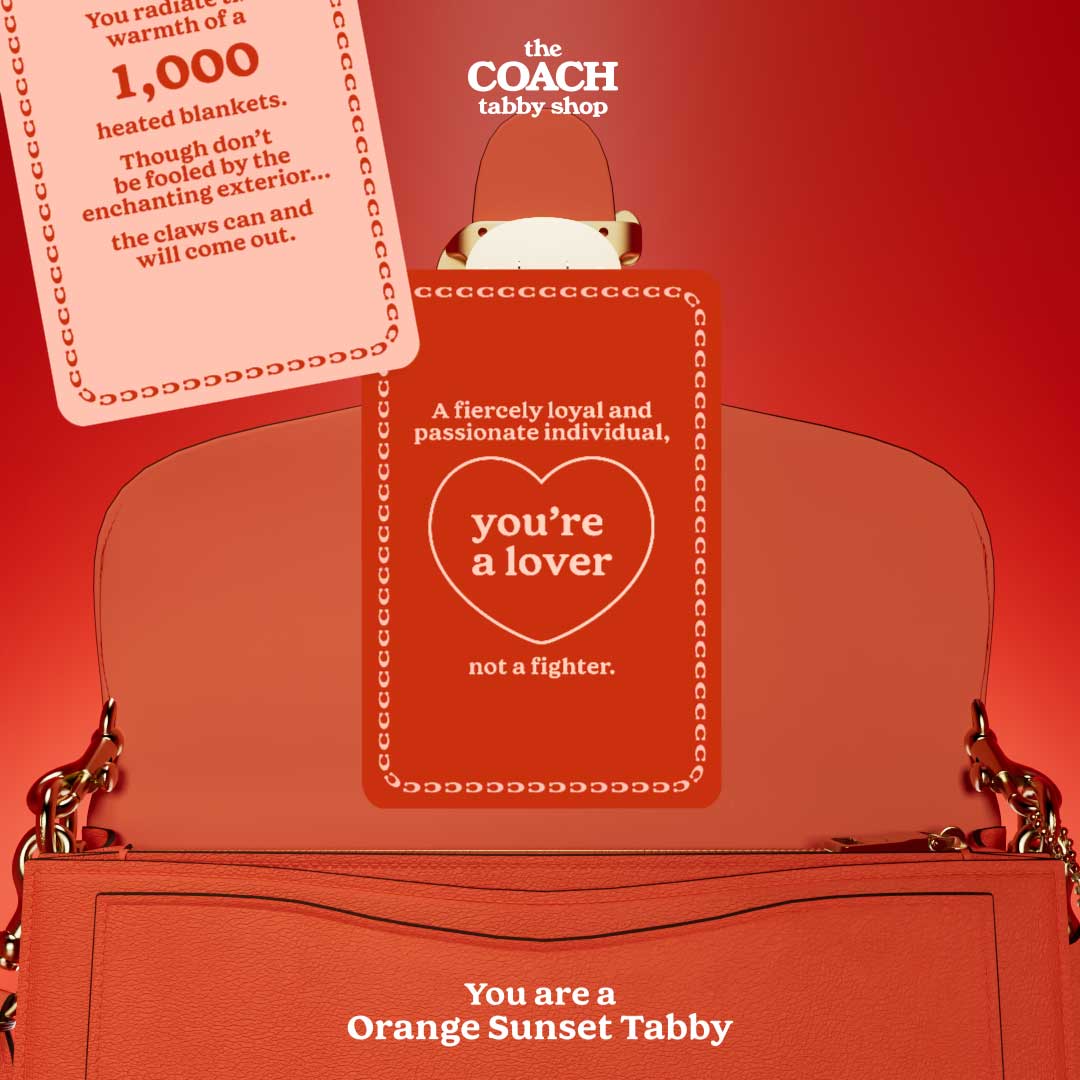 You radiate
warmth of a
1,000
heated blankets.
Though don't
be fooled by the
enchanting exterior...
the claws can and
will come out.
the
COACH
tabby shop
A fiercely loyal and
passionate individual,
you're
a lover
not a fighter.
You are a
Orange Sunset Tabby